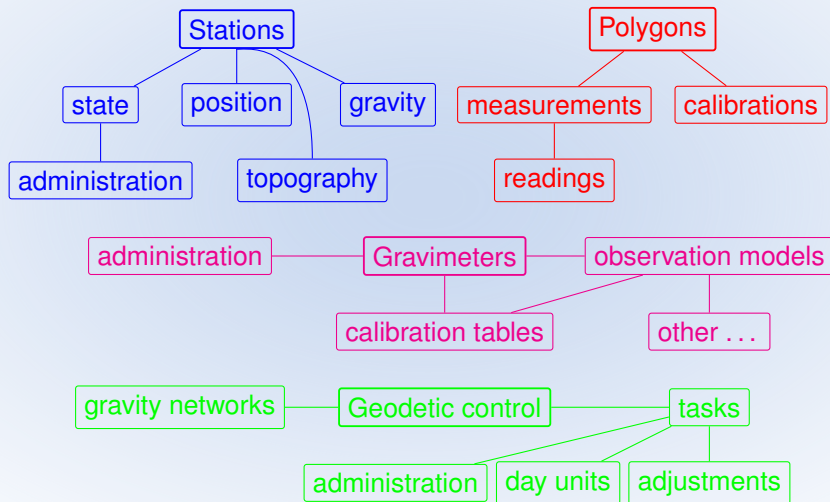 Stations
Polygons
state
position
gravity
measurements
calibrations
administration
topography
readings
administration
Gravimeters
observation models
calibration tables
other . . .
gravity networks
Geodetic control
tasks
administration
day units
adjustments